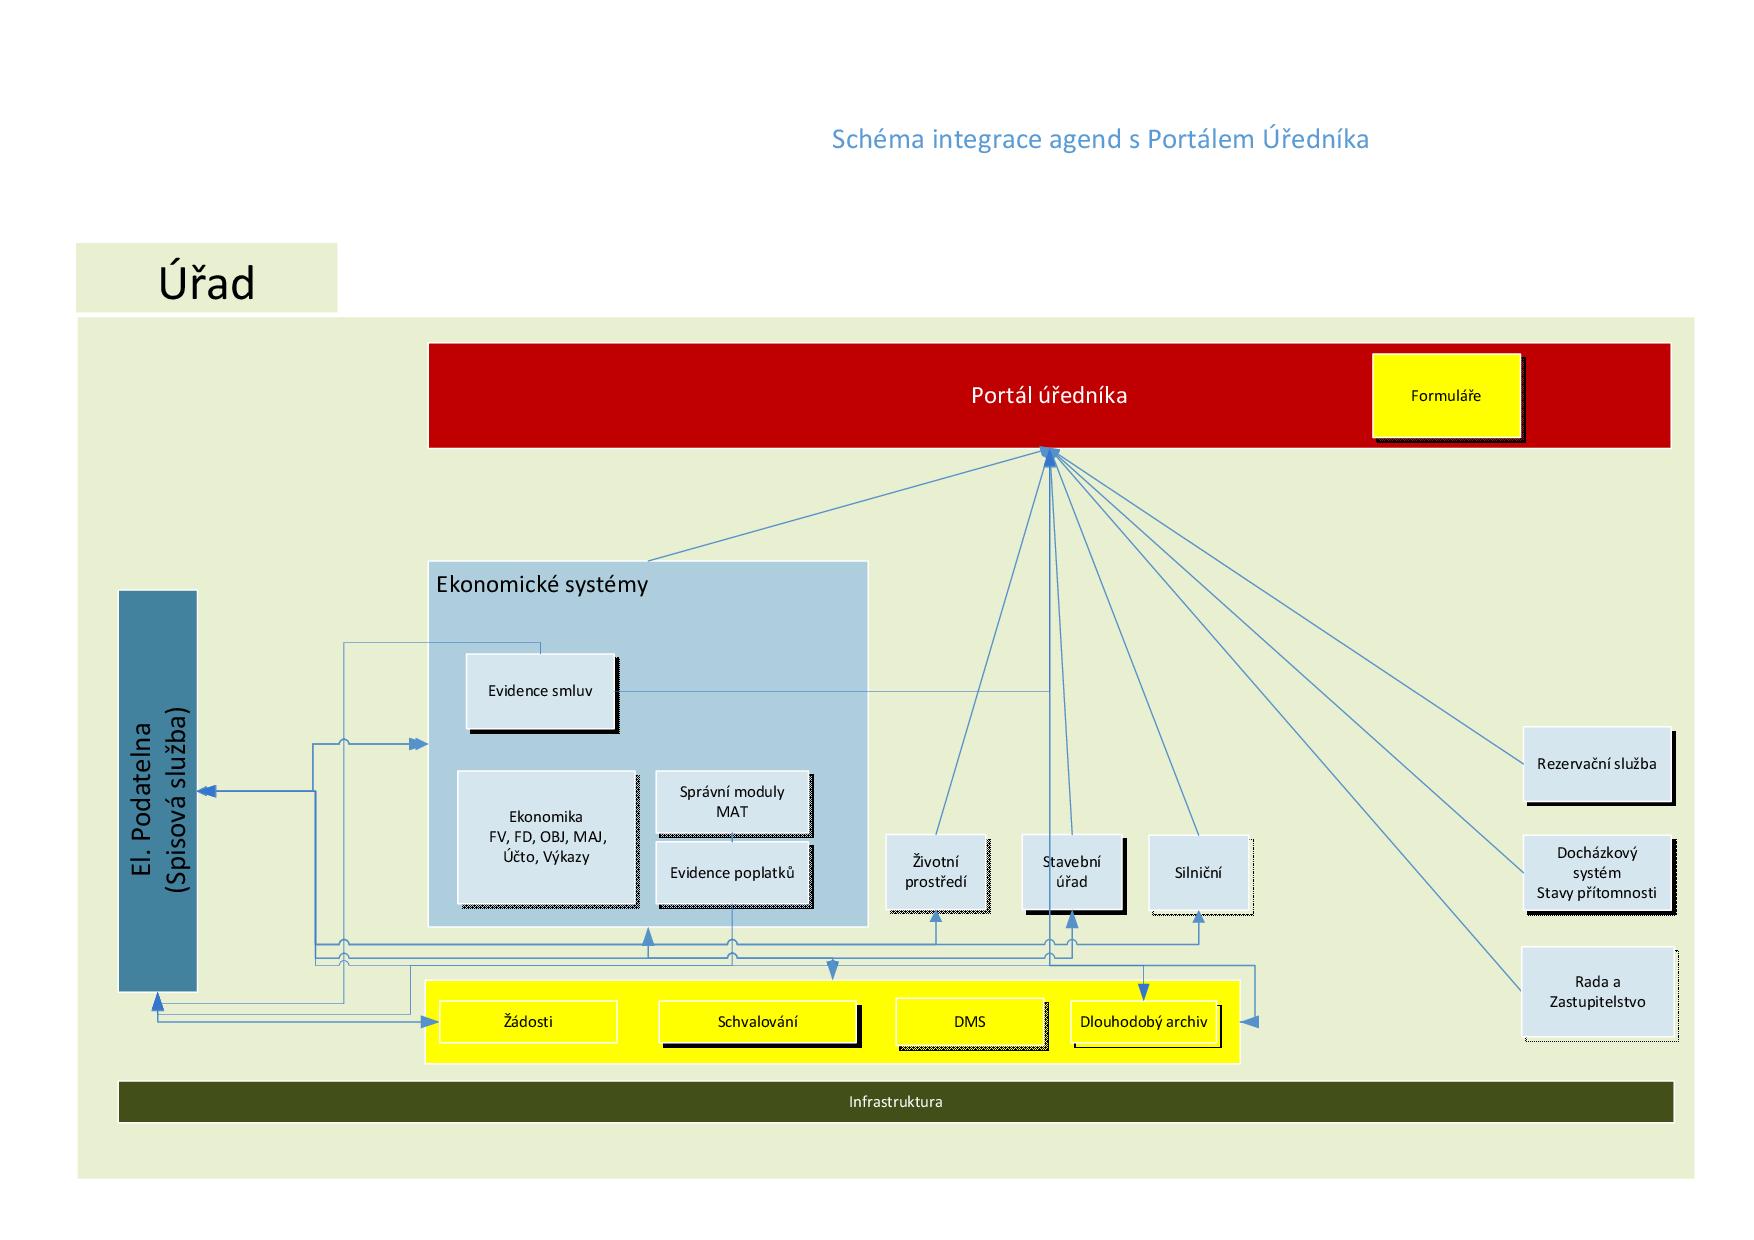 Schéma integrace agend s Portálem Úředníka
Úřad
Portál úředníka
Formuláře
Ekonomické systémy
El. Podatelna
(Spisová služba)
Evidence smluv
Ekonomika
FV, FD, OBJ, MAJ,
Účto, Výkazy
Správní moduly
MAT
Evidence poplatků
Životní
prostředí
Stavební
úřad
Silniční
Rezervační služba
Docházkový
systém
Stavy přítomnosti
Rada a
Zastupitelstvo
Žádosti
Schvalování
DMS
Dlouhodobý archiv
Infrastruktura